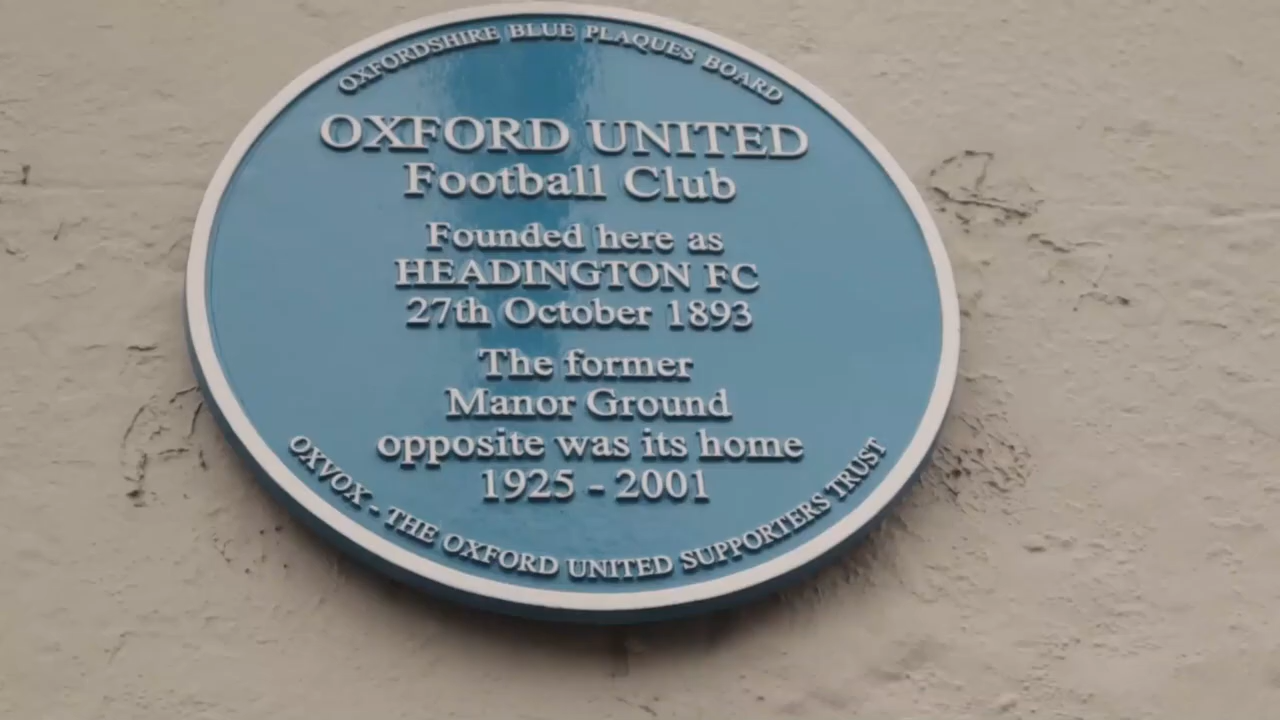 OXFORDSHIRE BLUE PLAQUES BOARD
OXFORD UNITED
Football Club
Founded here as
HEADINGTON FC
27th October 1893
The former
Manor Ground
opposite was its home
1925 - 2001
OXVOX - THE OXFORD UNITED SUPPORTERS TRUST